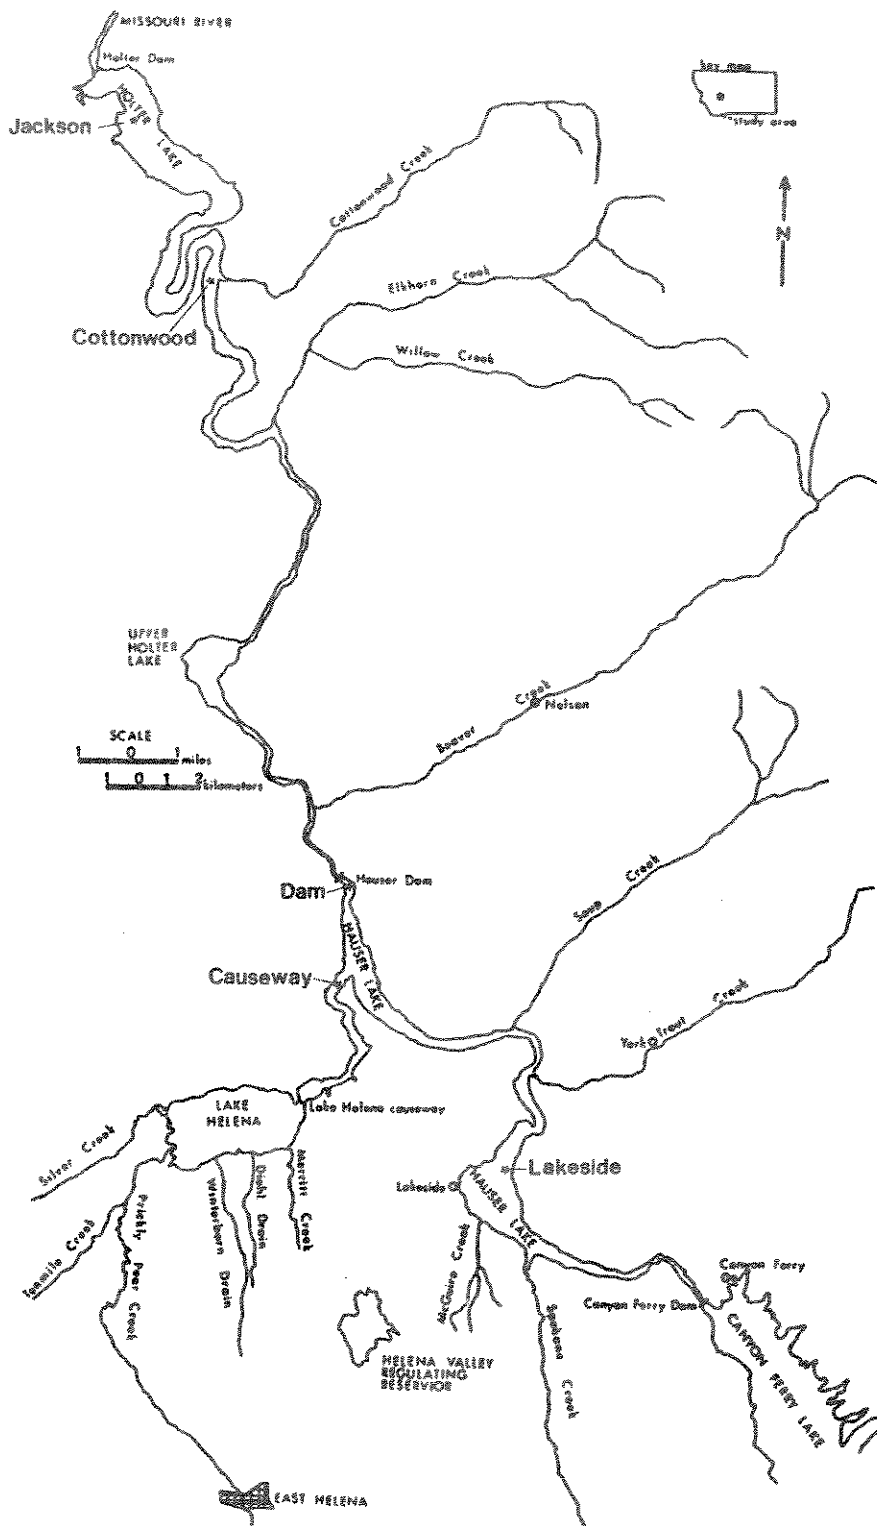 MISSOURI RIVER
Holter Dam
key map
HOLTER
LAKE
Jackson
study area
Cottonwood Creek
N
Elkhorn Creek
Cottonwood
Willow Creek
UPPER
HOLTER
LAKE
Beaver Creek
Nelson
SCALE
1 0 1
miles
1 0 1 2
kilometers
Hauser Dam
Dam
HAUSER LAKE
Soup Creek
Causeway
York
Trout Creek
LAKE
HELENA
Lake Helena causeway
Silver Creek
Lakeside
Lakeside
HAUSER LAKE
Prickly Pear Creek
Tenmile Creek
Winterburn Drain
Dight Drain
Merritt Creek
McGuire Creek
Canyon Ferry
Canyon Ferry Dam
CANYON FERRY LAKE
Spokane Creek
HELENA VALLEY
REGULATING
RESERVIOR
EAST HELENA